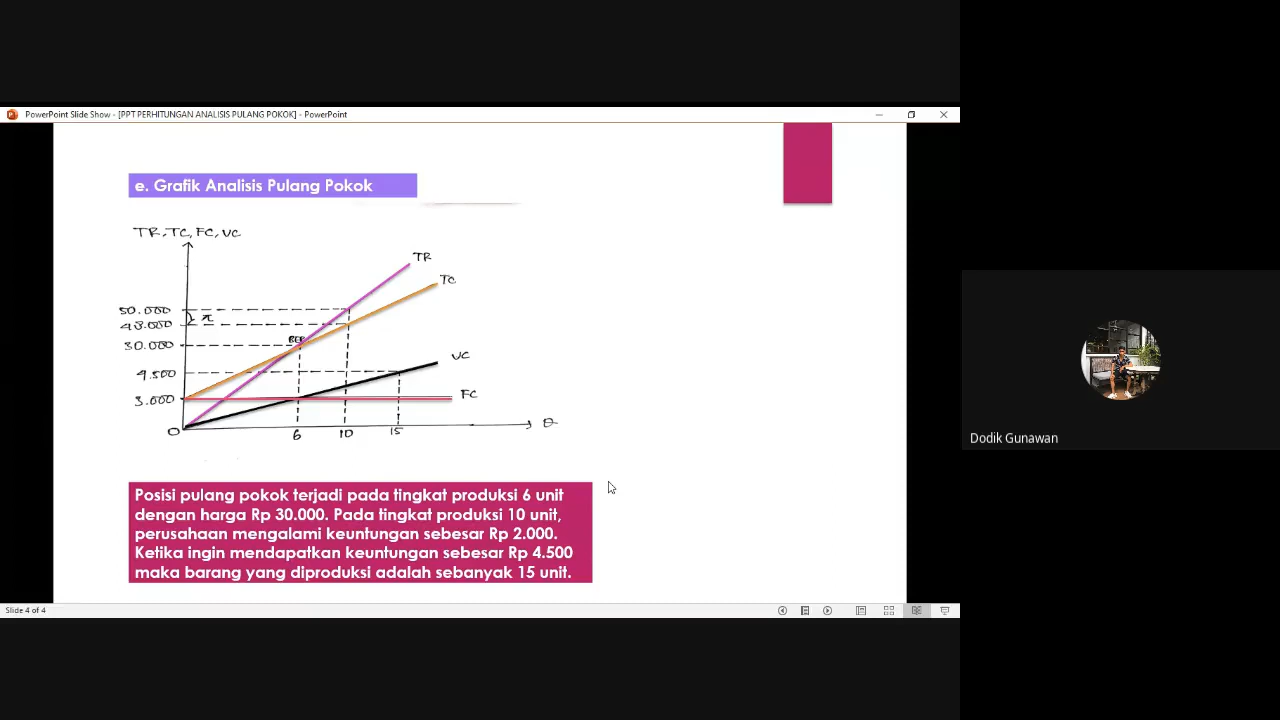 PowerPoint Slide Show - [PPT PERHITUNGAN ANALISIS PULANG POKOK] - PowerPoint
e. Grafik Analisis Pulang Pokok
TR, TC, FC, VC
TR
TC
50.000
π
48.000
BEP
30.000
VC
4.500
FC
3.000
0
6
10
15
Q
Posisi pulang pokok terjadi pada tingkat produksi 6 unit
dengan harga Rp 30.000. Pada tingkat produksi 10 unit,
perusahaan mengalami keuntungan sebesar Rp 2.000.
Ketika ingin mendapatkan keuntungan sebesar Rp 4.500
maka barang yang diproduksi adalah sebanyak 15 unit.
Slide 4 of 4
Dodik Gunawan